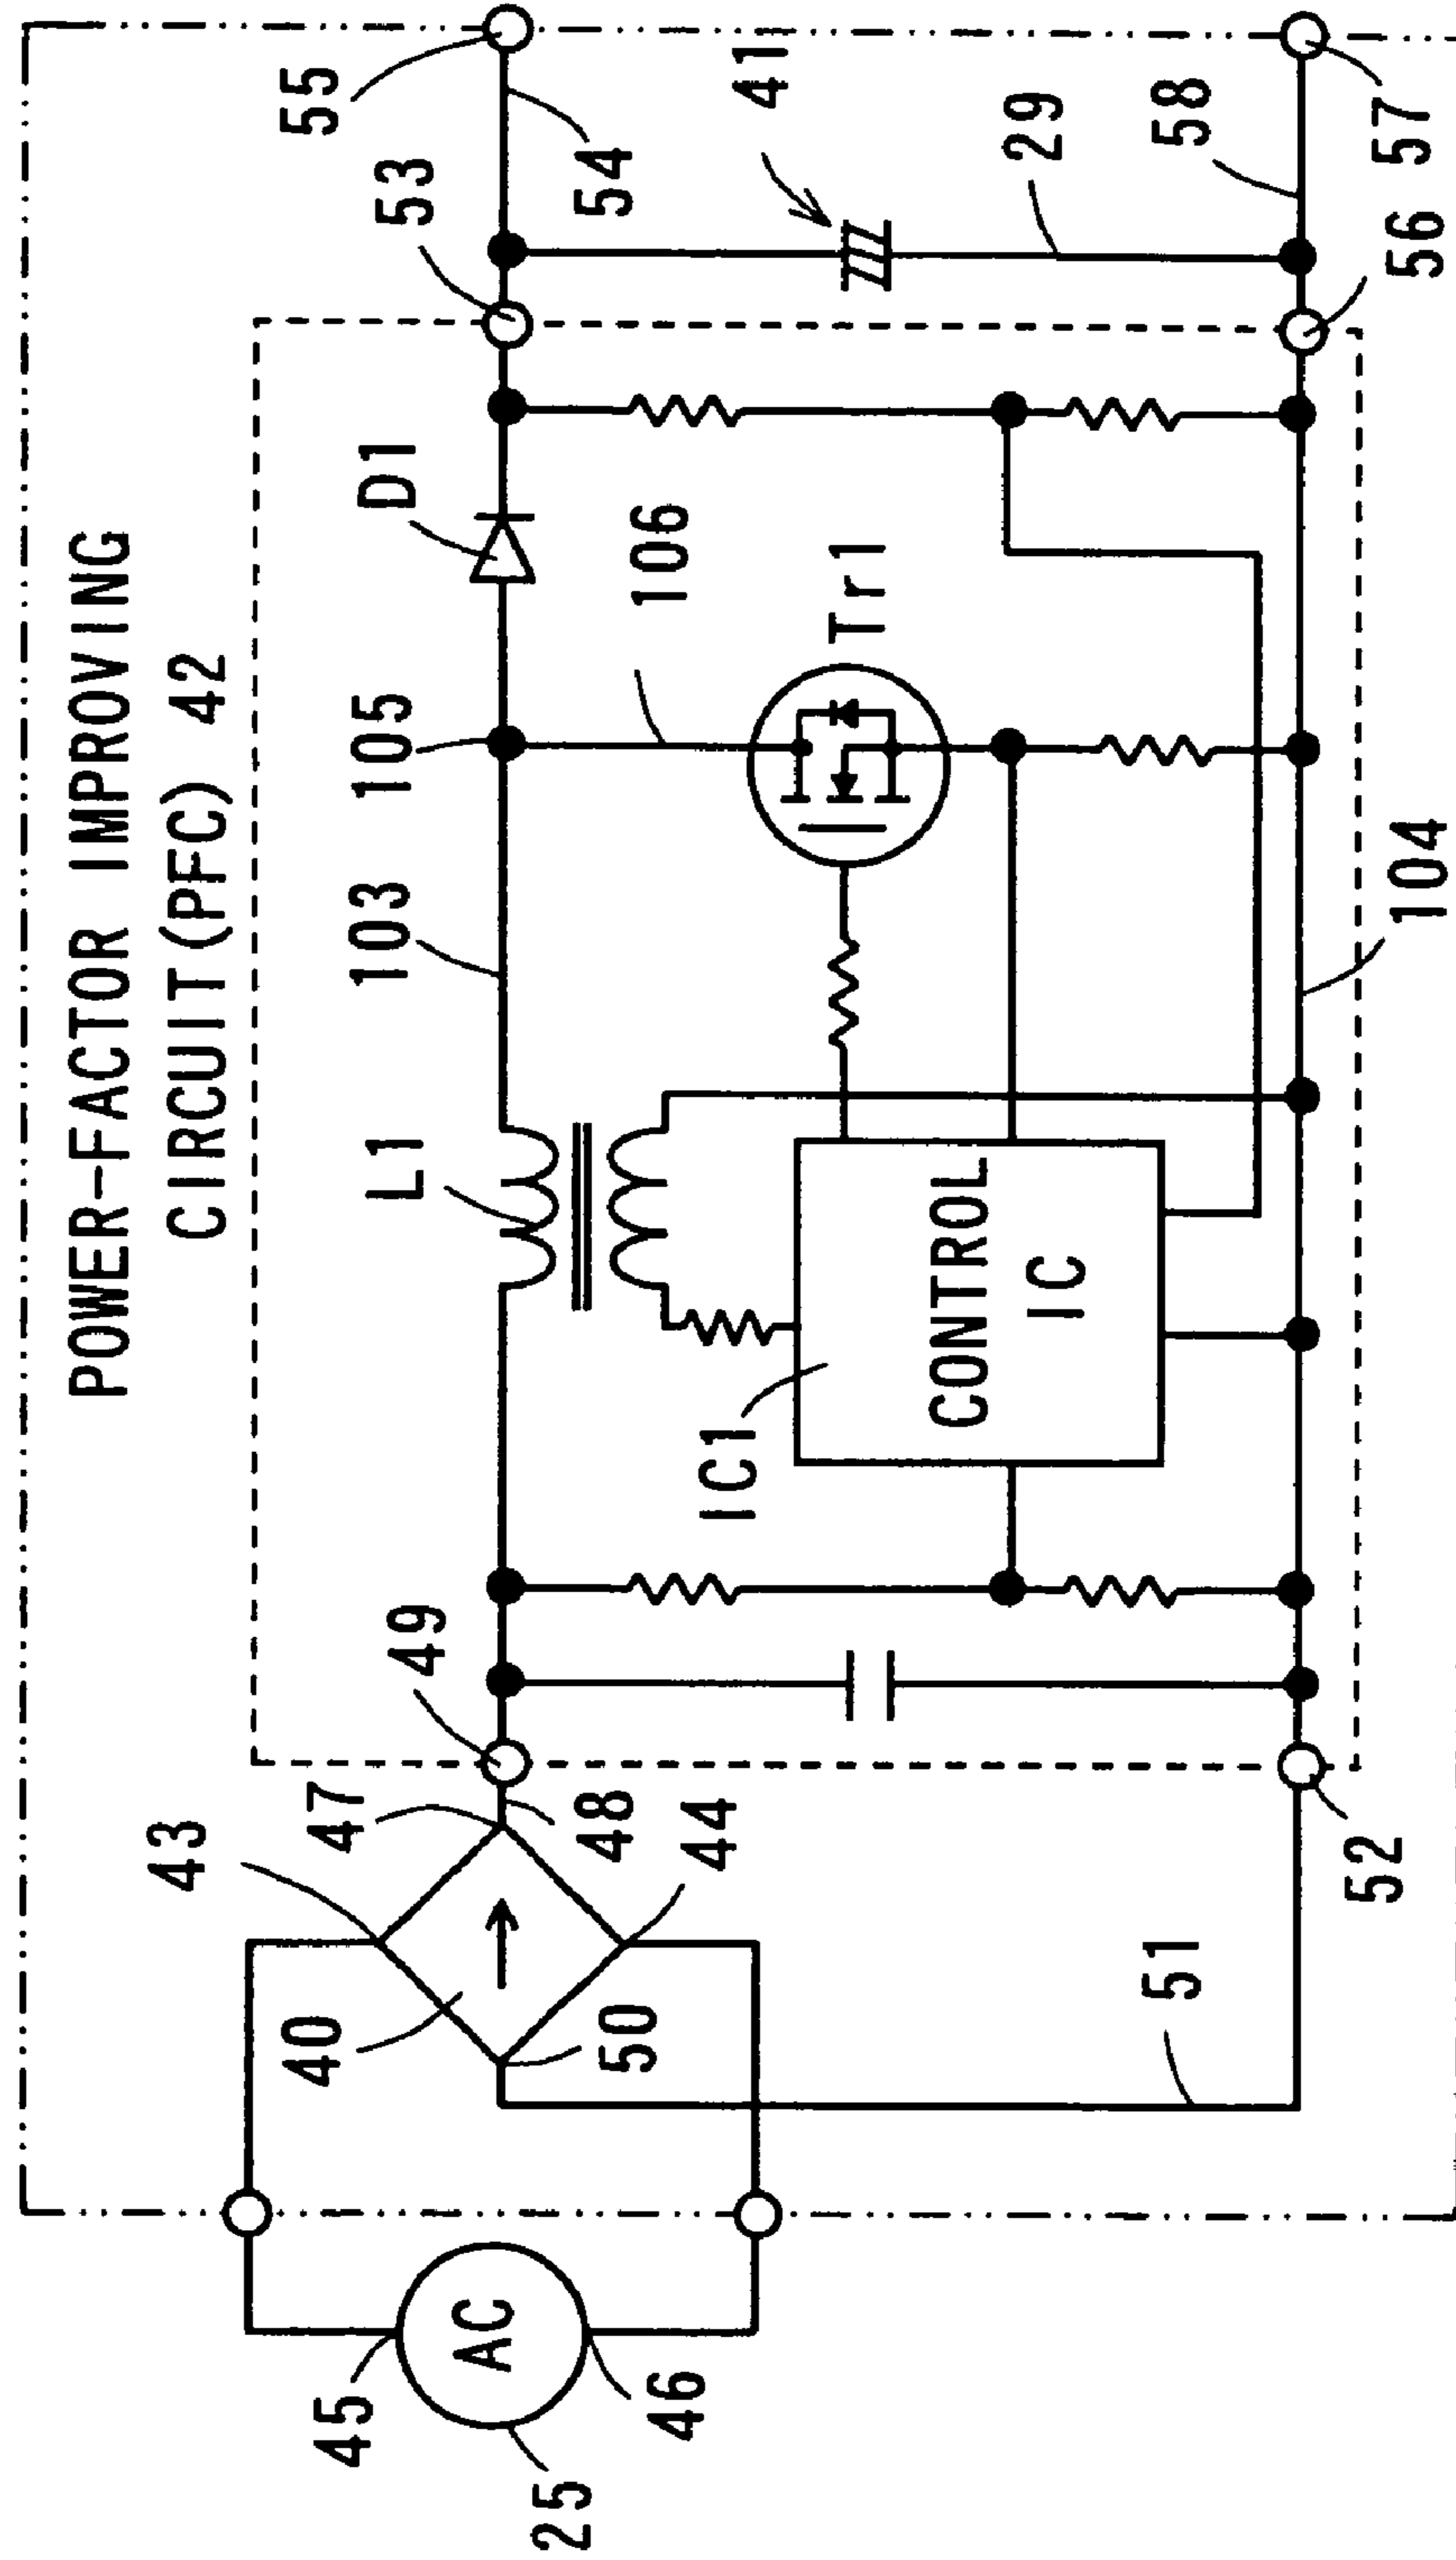 POWER-FACTOR IMPROVING
CIRCUIT(PFC) 42
43
47
49
L1
103
105
D1
53
55
54
40
48
50
44
45
AC
46
25
IC1
CONTROL
IC
106
Tr1
41
29
58
51
52
104
56
57